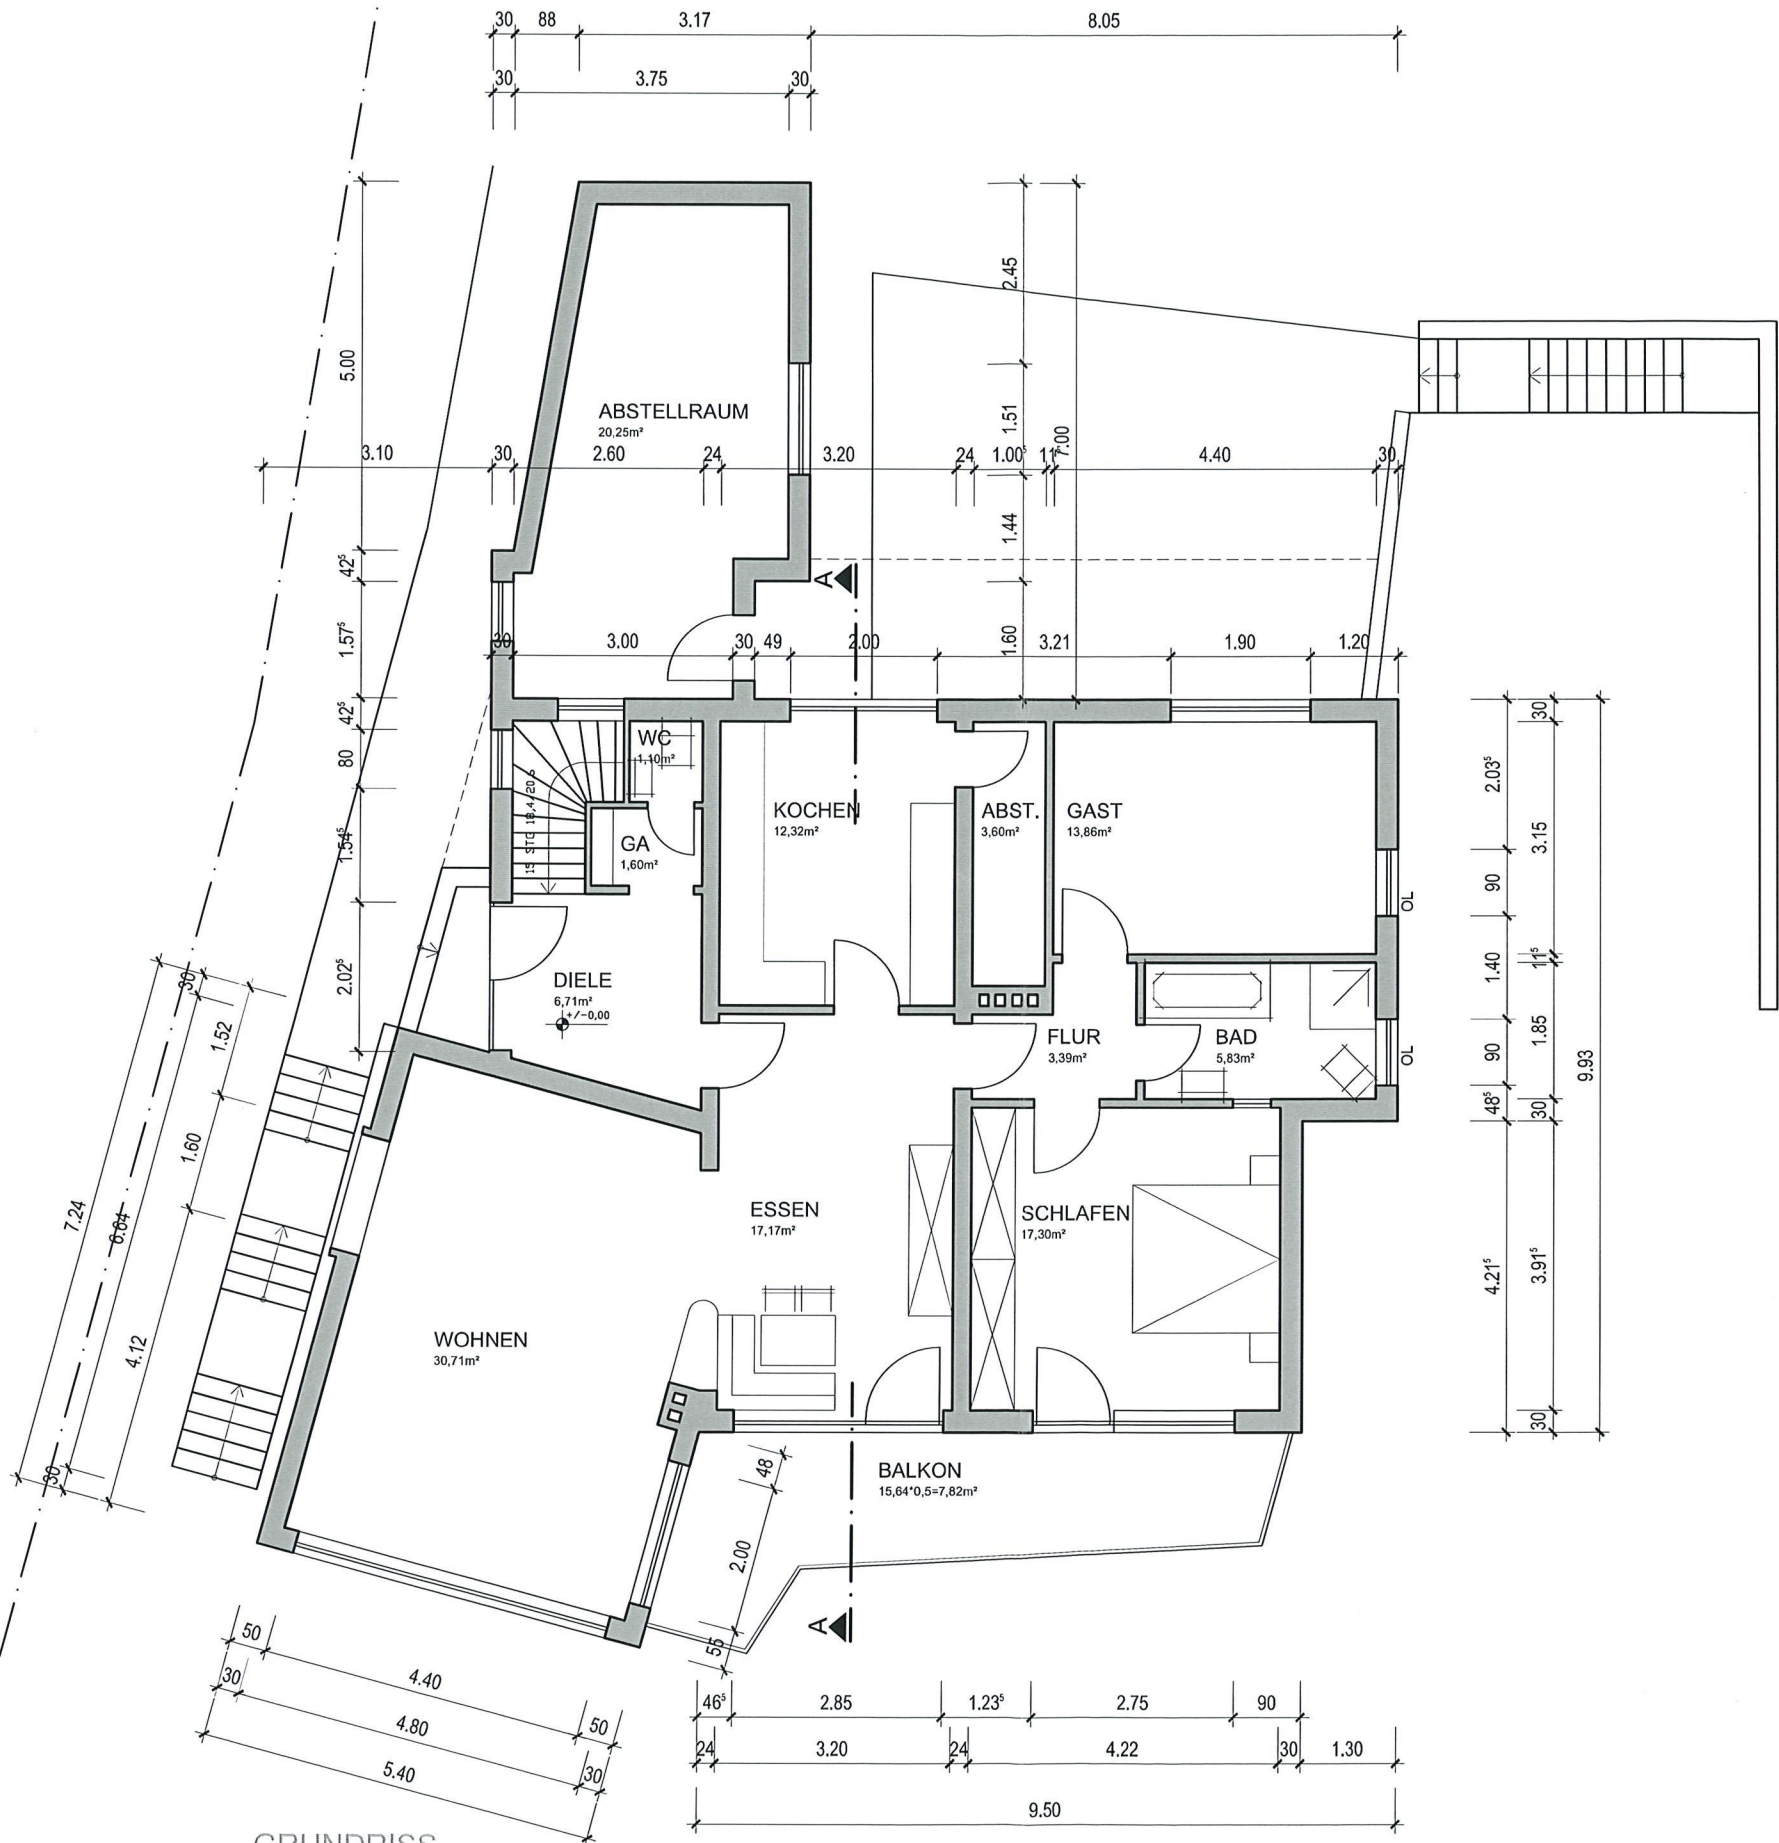 30 88 3.17 8.05
30 3.75 30
5.00
42⁵
1.57⁵
42⁵
80
1.54⁵
2.02⁵
2.45
1.51
1.44
1.60
7.00
ABSTELLRAUM
20,25m²
3.10 30 2.60 24 3.20 24 1.00⁵ 11⁵ 4.40 30
A
30 3.00 30 49 2.00 3.21 1.90 1.20
WC
1,10m²
15 STG 18,4/20,5
GA
1,60m²
KOCHEN
12,32m²
ABST.
3,60m²
GAST
13,86m²
OL
DIELE
6,71m²
+/-0,00
FLUR
3,39m²
BAD
5,83m²
OL
2.03⁵
90
1.40
90
48⁵
4.21⁵
30
3.15
11⁵
1.85
30
3.91⁵
30
9.93
30
1.52
1.60
4.12
6.64
7.24
30
ESSEN
17,17m²
SCHLAFEN
17,30m²
WOHNEN
30,71m²
BALKON
15,64*0,5=7,82m²
48
2.00
55
A
50 4.40 50
30 4.80 30
5.40
46⁵ 2.85 1.23⁵ 2.75 90
24 3.20 24 4.22 30 1.30
9.50
GRUNDRISS